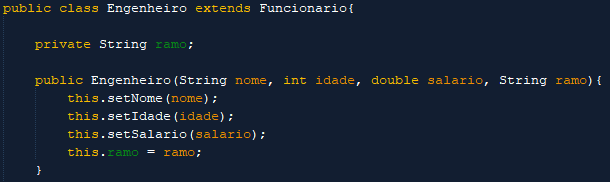 public class Engenheiro extends Funcionario{
private String ramo;
public Engenheiro(String nome, int idade, double salario, String ramo){
this.setNome(nome);
this.setIdade(idade);
this.setSalario(salario);
this.ramo = ramo;
}